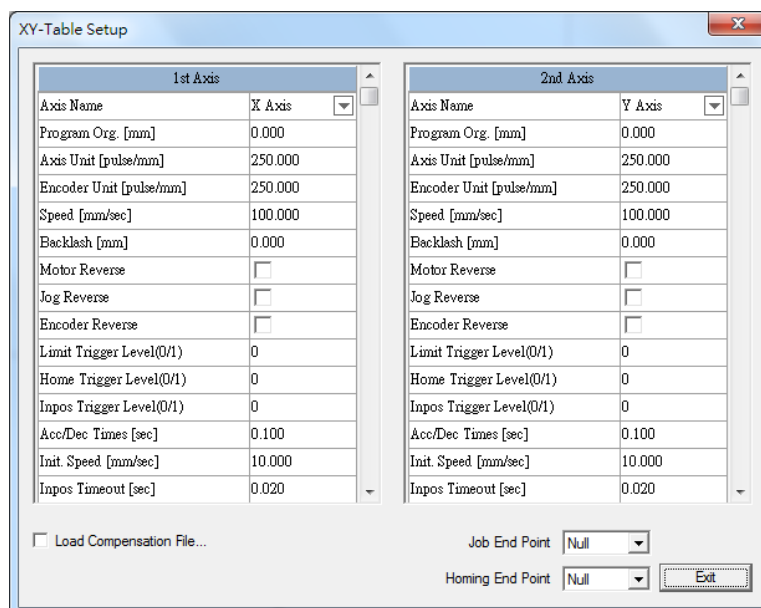 XY-Table Setup
1st Axis
Axis Name X Axis
Program Org. [mm] 0.000
Axis Unit [pulse/mm] 250.000
Encoder Unit [pulse/mm] 250.000
Speed [mm/sec] 100.000
Backlash [mm] 0.000
Motor Reverse
Jog Reverse
Encoder Reverse
Limit Trigger Level(0/1) 0
Home Trigger Level(0/1) 0
Inpos Trigger Level(0/1) 0
Acc/Dec Times [sec] 0.100
Init. Speed [mm/sec] 10.000
Inpos Timeout [sec] 0.020
2nd Axis
Axis Name Y Axis
Program Org. [mm] 0.000
Axis Unit [pulse/mm] 250.000
Encoder Unit [pulse/mm] 250.000
Speed [mm/sec] 100.000
Backlash [mm] 0.000
Motor Reverse
Jog Reverse
Encoder Reverse
Limit Trigger Level(0/1) 0
Home Trigger Level(0/1) 0
Inpos Trigger Level(0/1) 0
Acc/Dec Times [sec] 0.100
Init. Speed [mm/sec] 10.000
Inpos Timeout [sec] 0.020
Load Compensation File...
Job End Point Null
Homing End Point Null
Exit